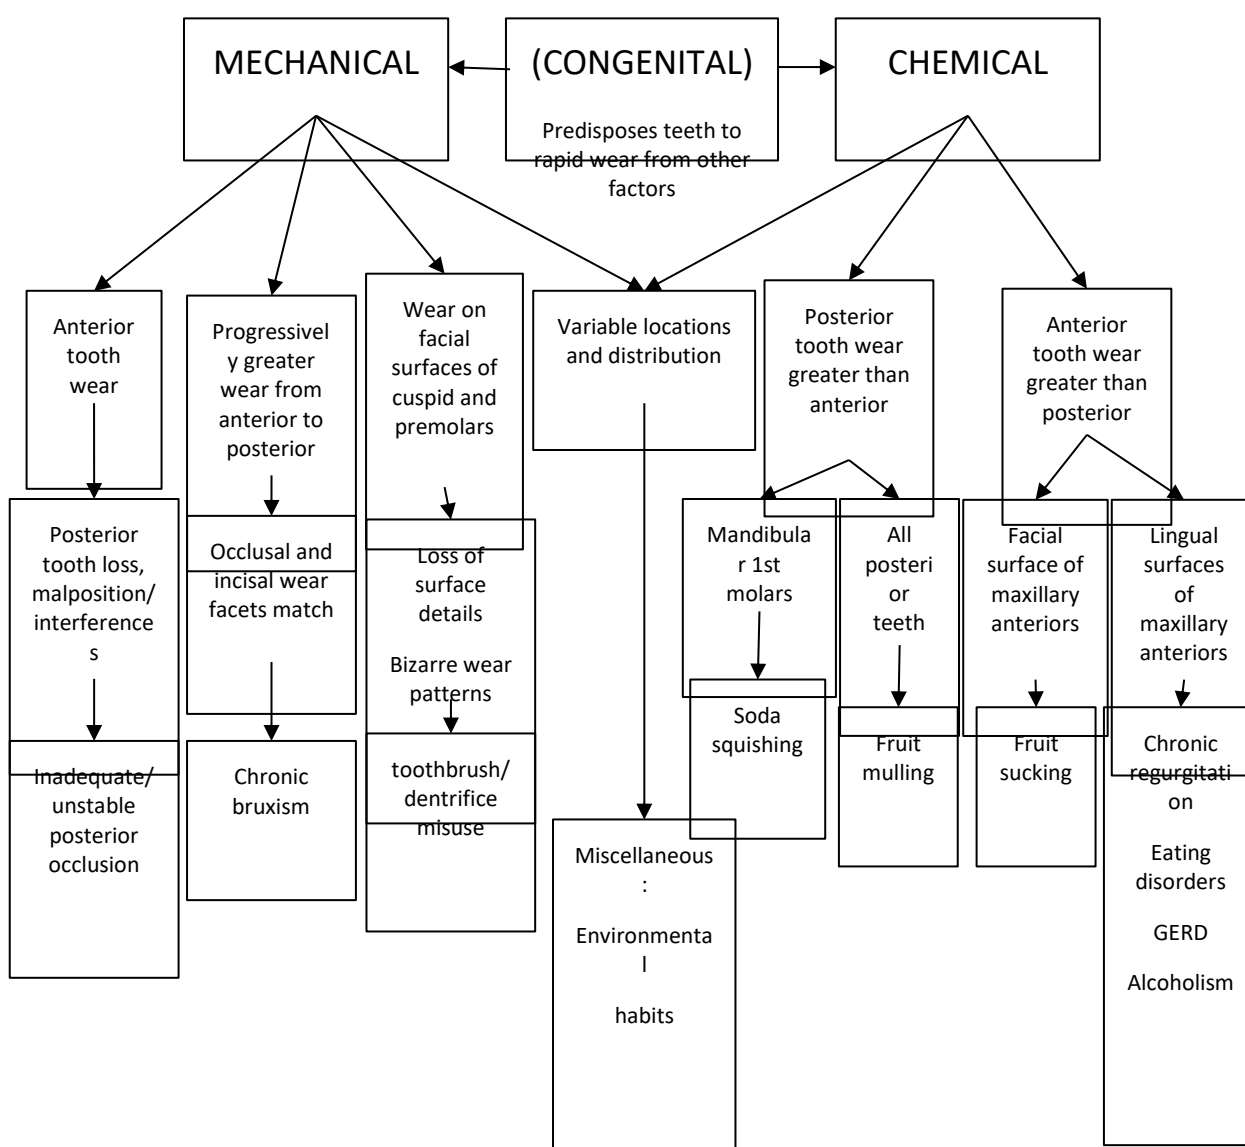 MECHANICAL
(CONGENITAL)
Predisposes teeth to
rapid wear from other
factors
CHEMICAL
Anterior
tooth
wear
Progressivel
y greater
wear from
anterior to
posterior
Wear on
facial
surfaces of
cuspid and
premolars
Variable locations
and distribution
Posterior
tooth wear
greater than
anterior
Anterior
tooth wear
greater than
posterior
Posterior
tooth loss,
malposition/
interference
s
Occlusal and
incisal wear
facets match
Loss of
surface
details
Bizarre wear
patterns
Mandibula
r 1st
molars
All
posteri
or
teeth
Facial
surface of
maxillary
anteriors
Lingual
surfaces
of
maxillary
anteriors
Inadequate/
unstable
posterior
occlusion
Chronic
bruxism
toothbrush/
dentrifice
misuse
Miscellaneous
:
Environmenta
l
habits
Soda
squishing
Fruit
mulling
Fruit
sucking
Chronic
regurgitati
on
Eating
disorders
GERD
Alcoholism